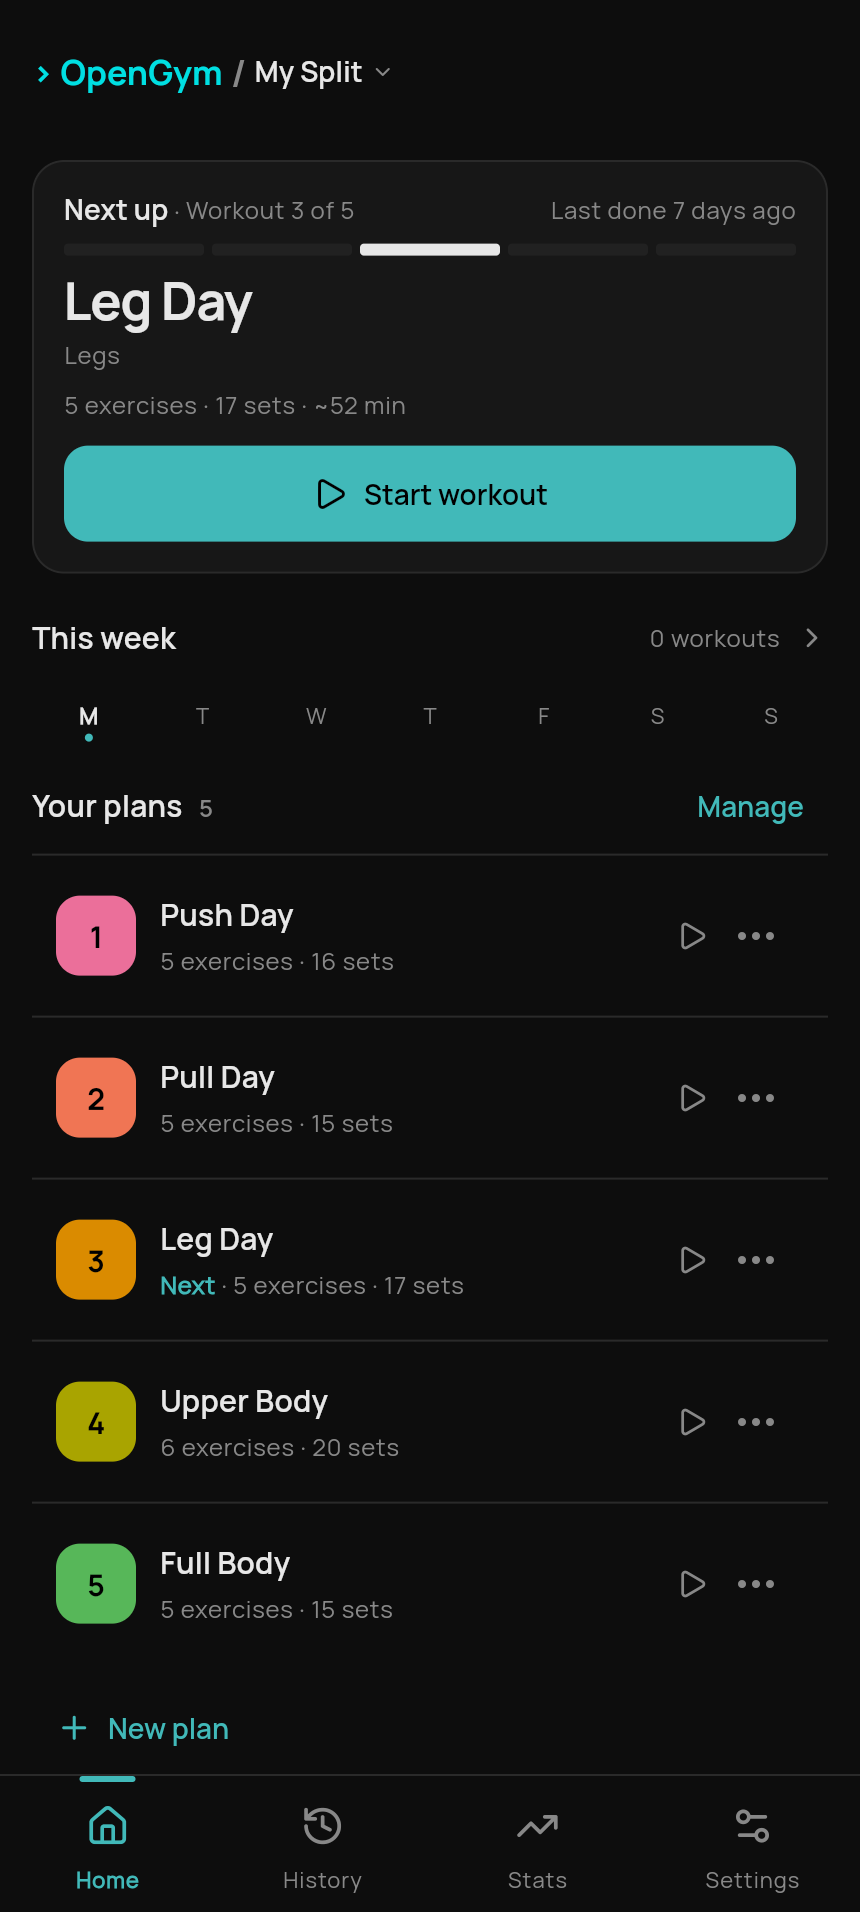 › OpenGym / My Split
Next up · Workout 3 of 5 Last done 7 days ago
Leg Day
Legs
5 exercises · 17 sets · ~52 min
Start workout
This week 0 workouts
M T W T F S S
Your plans 5 Manage
1 Push Day
5 exercises · 16 sets
2 Pull Day
5 exercises · 15 sets
3 Leg Day
Next · 5 exercises · 17 sets
4 Upper Body
6 exercises · 20 sets
5 Full Body
5 exercises · 15 sets
+ New plan
Home History Stats Settings